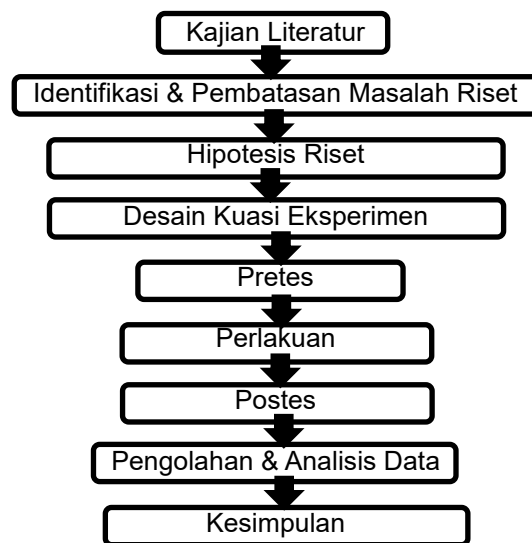 Kajian Literatur
Identifikasi & Pembatasan Masalah Riset
Hipotesis Riset
Desain Kuasi Eksperimen
Pretes
Perlakuan
Postes
Pengolahan & Analisis Data
Kesimpulan